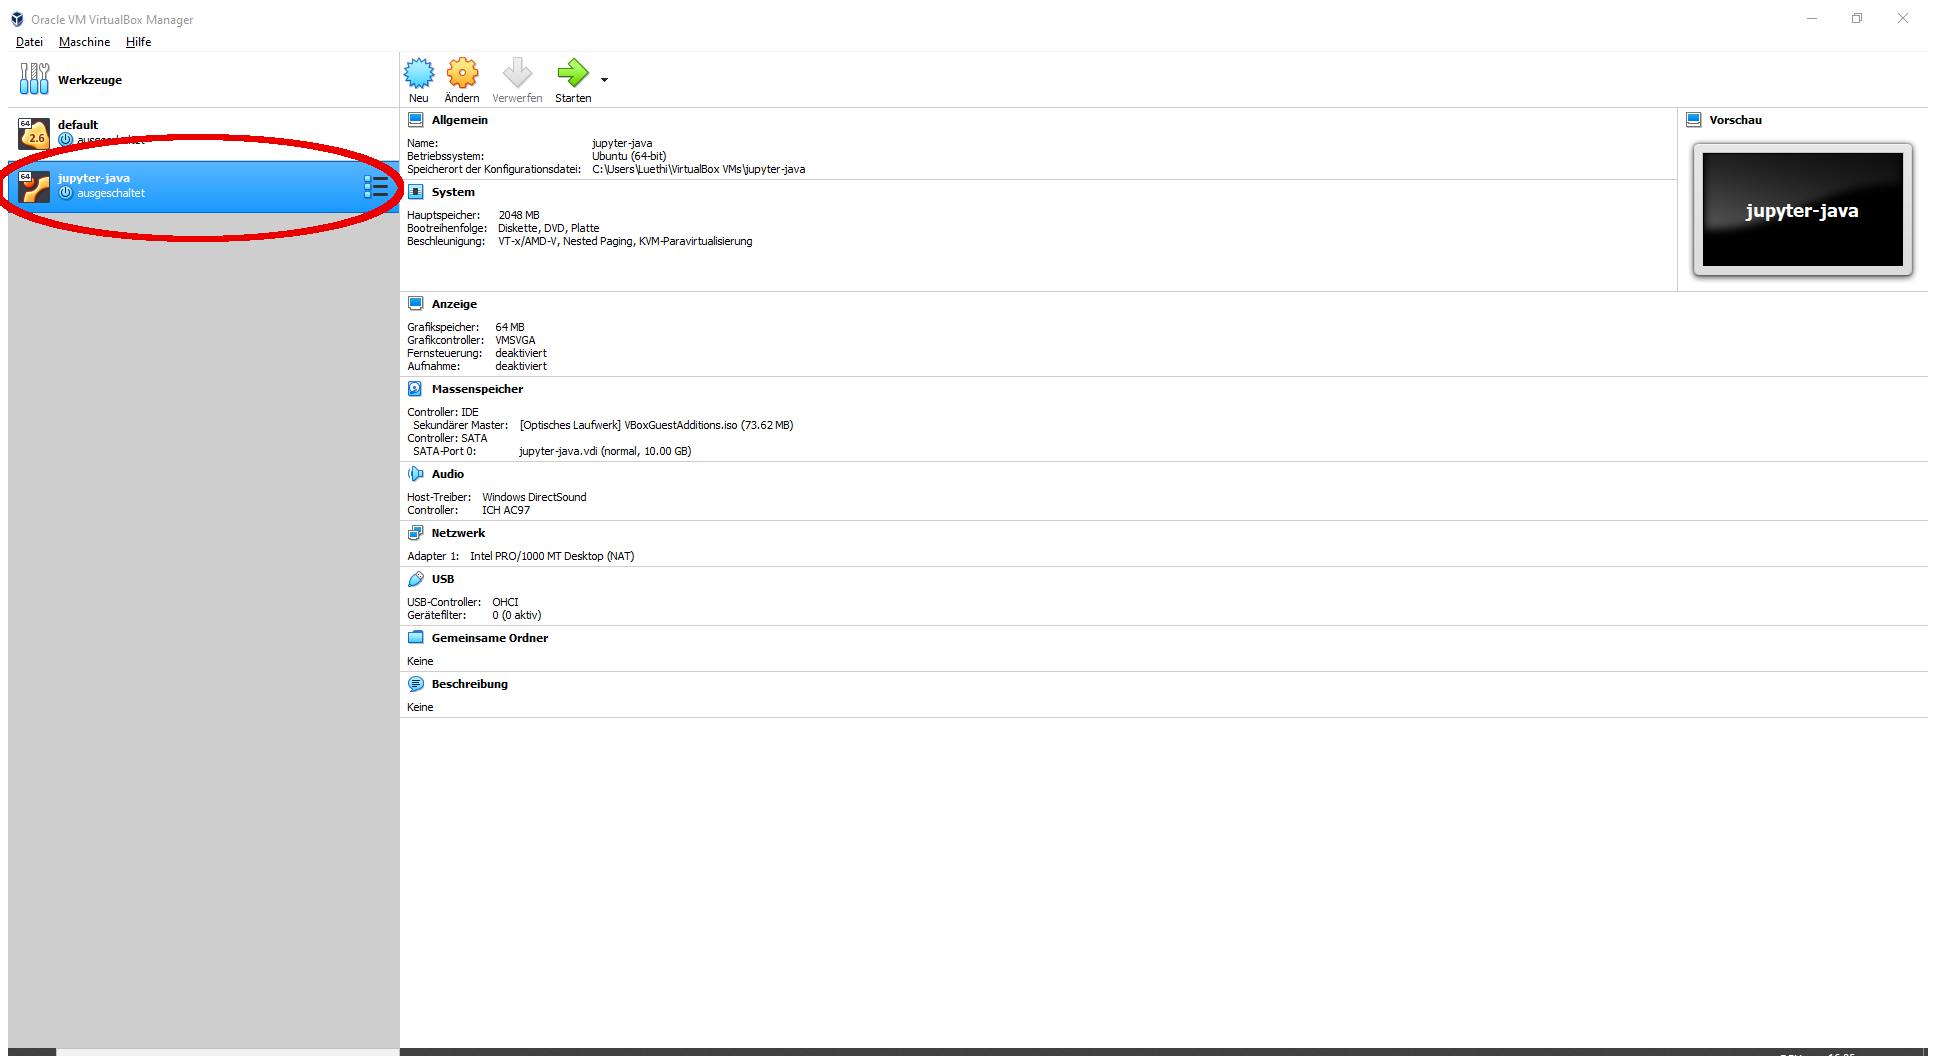 Oracle VM VirtualBox Manager
Datei Maschine Hilfe
Werkzeuge
Neu Ändern Verwerfen Starten
64
2.6
default
ausgeschaltet
64
jupyter-java
ausgeschaltet
Allgemein
Name: jupyter-java
Betriebssystem: Ubuntu (64-bit)
Speicherort der Konfigurationsdatei: C:\Users\Luethi\VirtualBox VMs\jupyter-java
System
Hauptspeicher: 2048 MB
Bootreihenfolge: Diskette, DVD, Platte
Beschleunigung: VT-x/AMD-V, Nested Paging, KVM-Paravirtualisierung
Vorschau
jupyter-java
Anzeige
Grafikspeicher: 64 MB
Grafikcontroller: VMSVGA
Fernsteuerung: deaktiviert
Aufnahme: deaktiviert
Massenspeicher
Controller: IDE
Sekundärer Master: [Optisches Laufwerk] VBoxGuestAdditions.iso (73.62 MB)
Controller: SATA
SATA-Port 0: jupyter-java.vdi (normal, 10.00 GB)
Audio
Host-Treiber: Windows DirectSound
Controller: ICH AC97
Netzwerk
Adapter 1: Intel PRO/1000 MT Desktop (NAT)
USB
USB-Controller: OHCI
Gerätefilter: 0 (0 aktiv)
Gemeinsame Ordner
Keine
Beschreibung
Keine